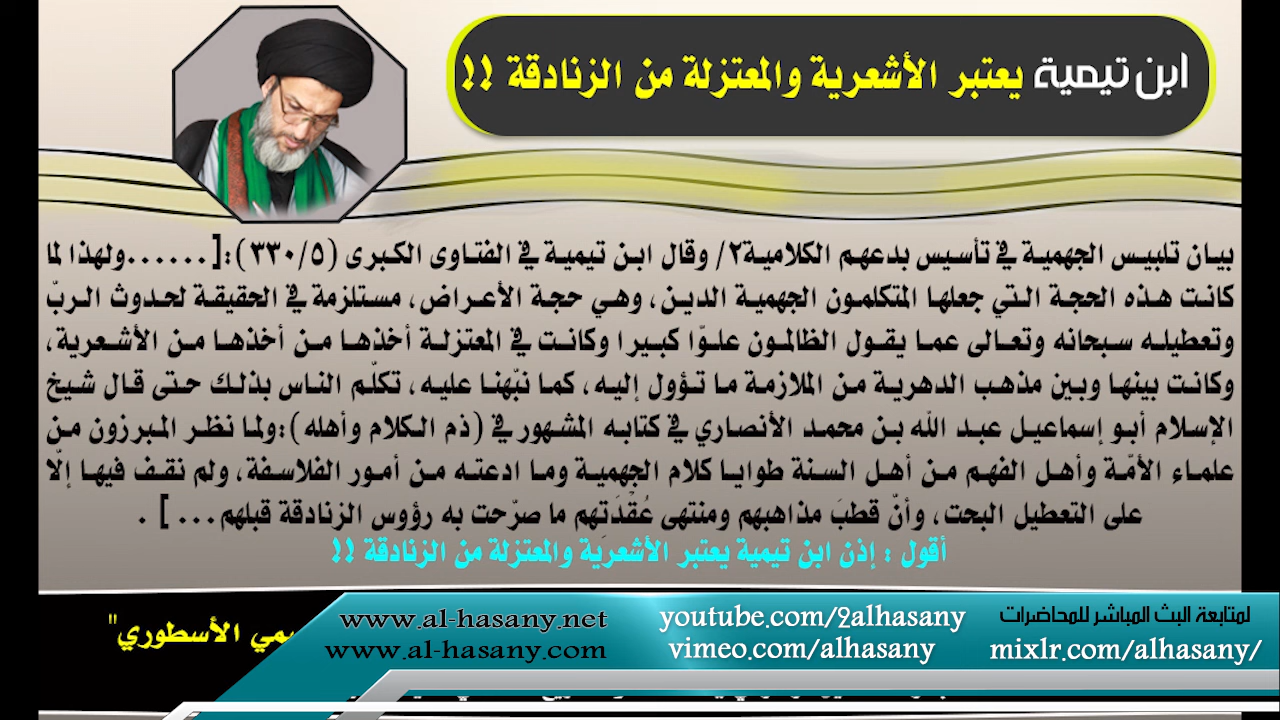 ابن تيمية يعتبر الأشعرية والمعتزلة من الزنادقة !!
بيان تلبيس الجهمية في تأسيس بدعهم الكلامية٢/ وقال ابن تيمية في الفتاوى الكبرى (٣٣٠/٥):[......ولهذا لما
كانت هذه الحجة التي جعلها المتكلمون الجهمية الدين، وهي حجة الأعراض، مستلزمة في الحقيقة لحدوث الربّ
وتعطيله سبحانه وتعالى عما يقول الظالمون علوّا كبيرا وكانت في المعتزلة أخذها من أخذها من الأشعرية،
وكانت بينها وبين مذهب الدهرية من الملازمة ما تؤول إليه، كما نبّهنا عليه، تكلّم الناس بذلك حتى قال شيخ
الإسلام أبو إسماعيل عبد الله بن محمد الأنصاري في كتابه المشهور في (ذم الكلام وأهله):ولما نظر المبرزون من
علماء الأمّة وأهل الفهم من أهل السنة طوايا كلام الجهمية وما ادعته من أمور الفلاسفة، ولم نقف فيها إلّا
على التعطيل البحت، وأنّ قطبَ مذاهبهم ومنتهى عُقْدَتِهم ما صرّحت به رؤوس الزنادقة قبلهم...] .
أقول : إذن ابن تيمية يعتبر الأشعرية والمعتزلة من الزنادقة !!
لمتابعة البث المباشر للمحاضرات
mixlr.com/alhasany/
youtube.com/2alhasany
vimeo.com/alhasany
www.al-hasany.net
www.al-hasany.com
الأسطوري"